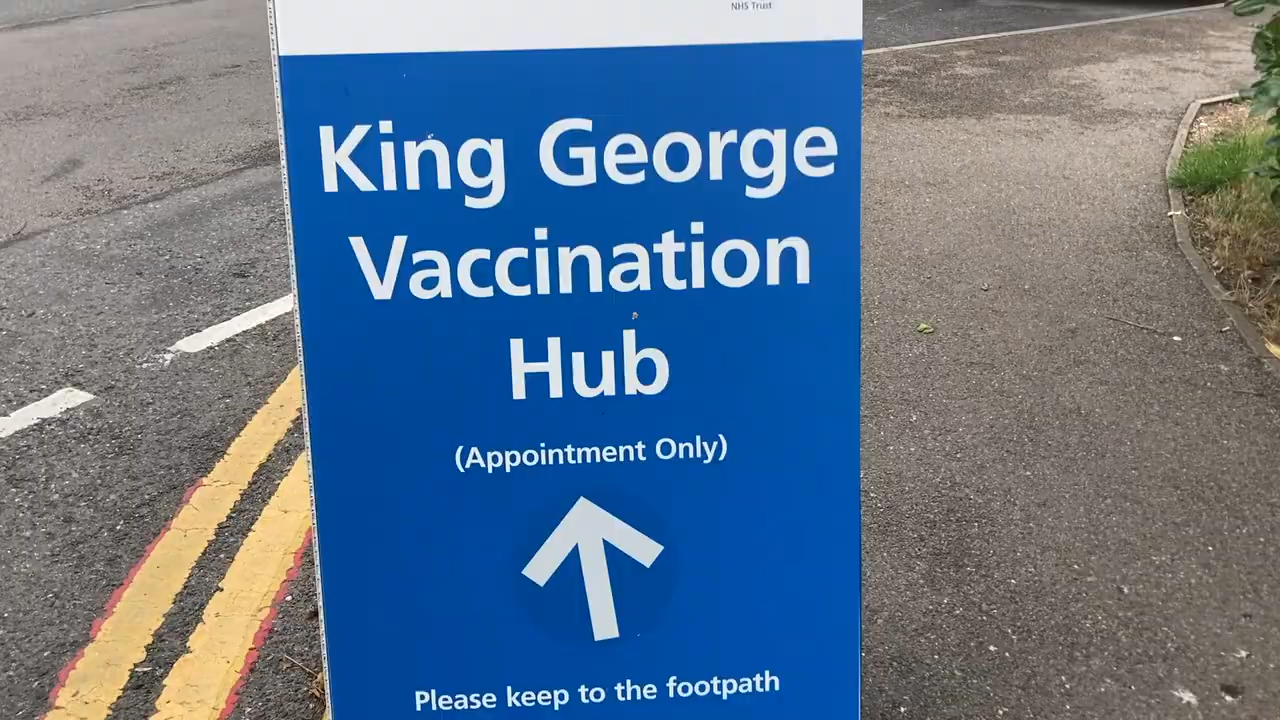 NHS Trust
King George
Vaccination
Hub
(Appointment Only)
Please keep to the footpath